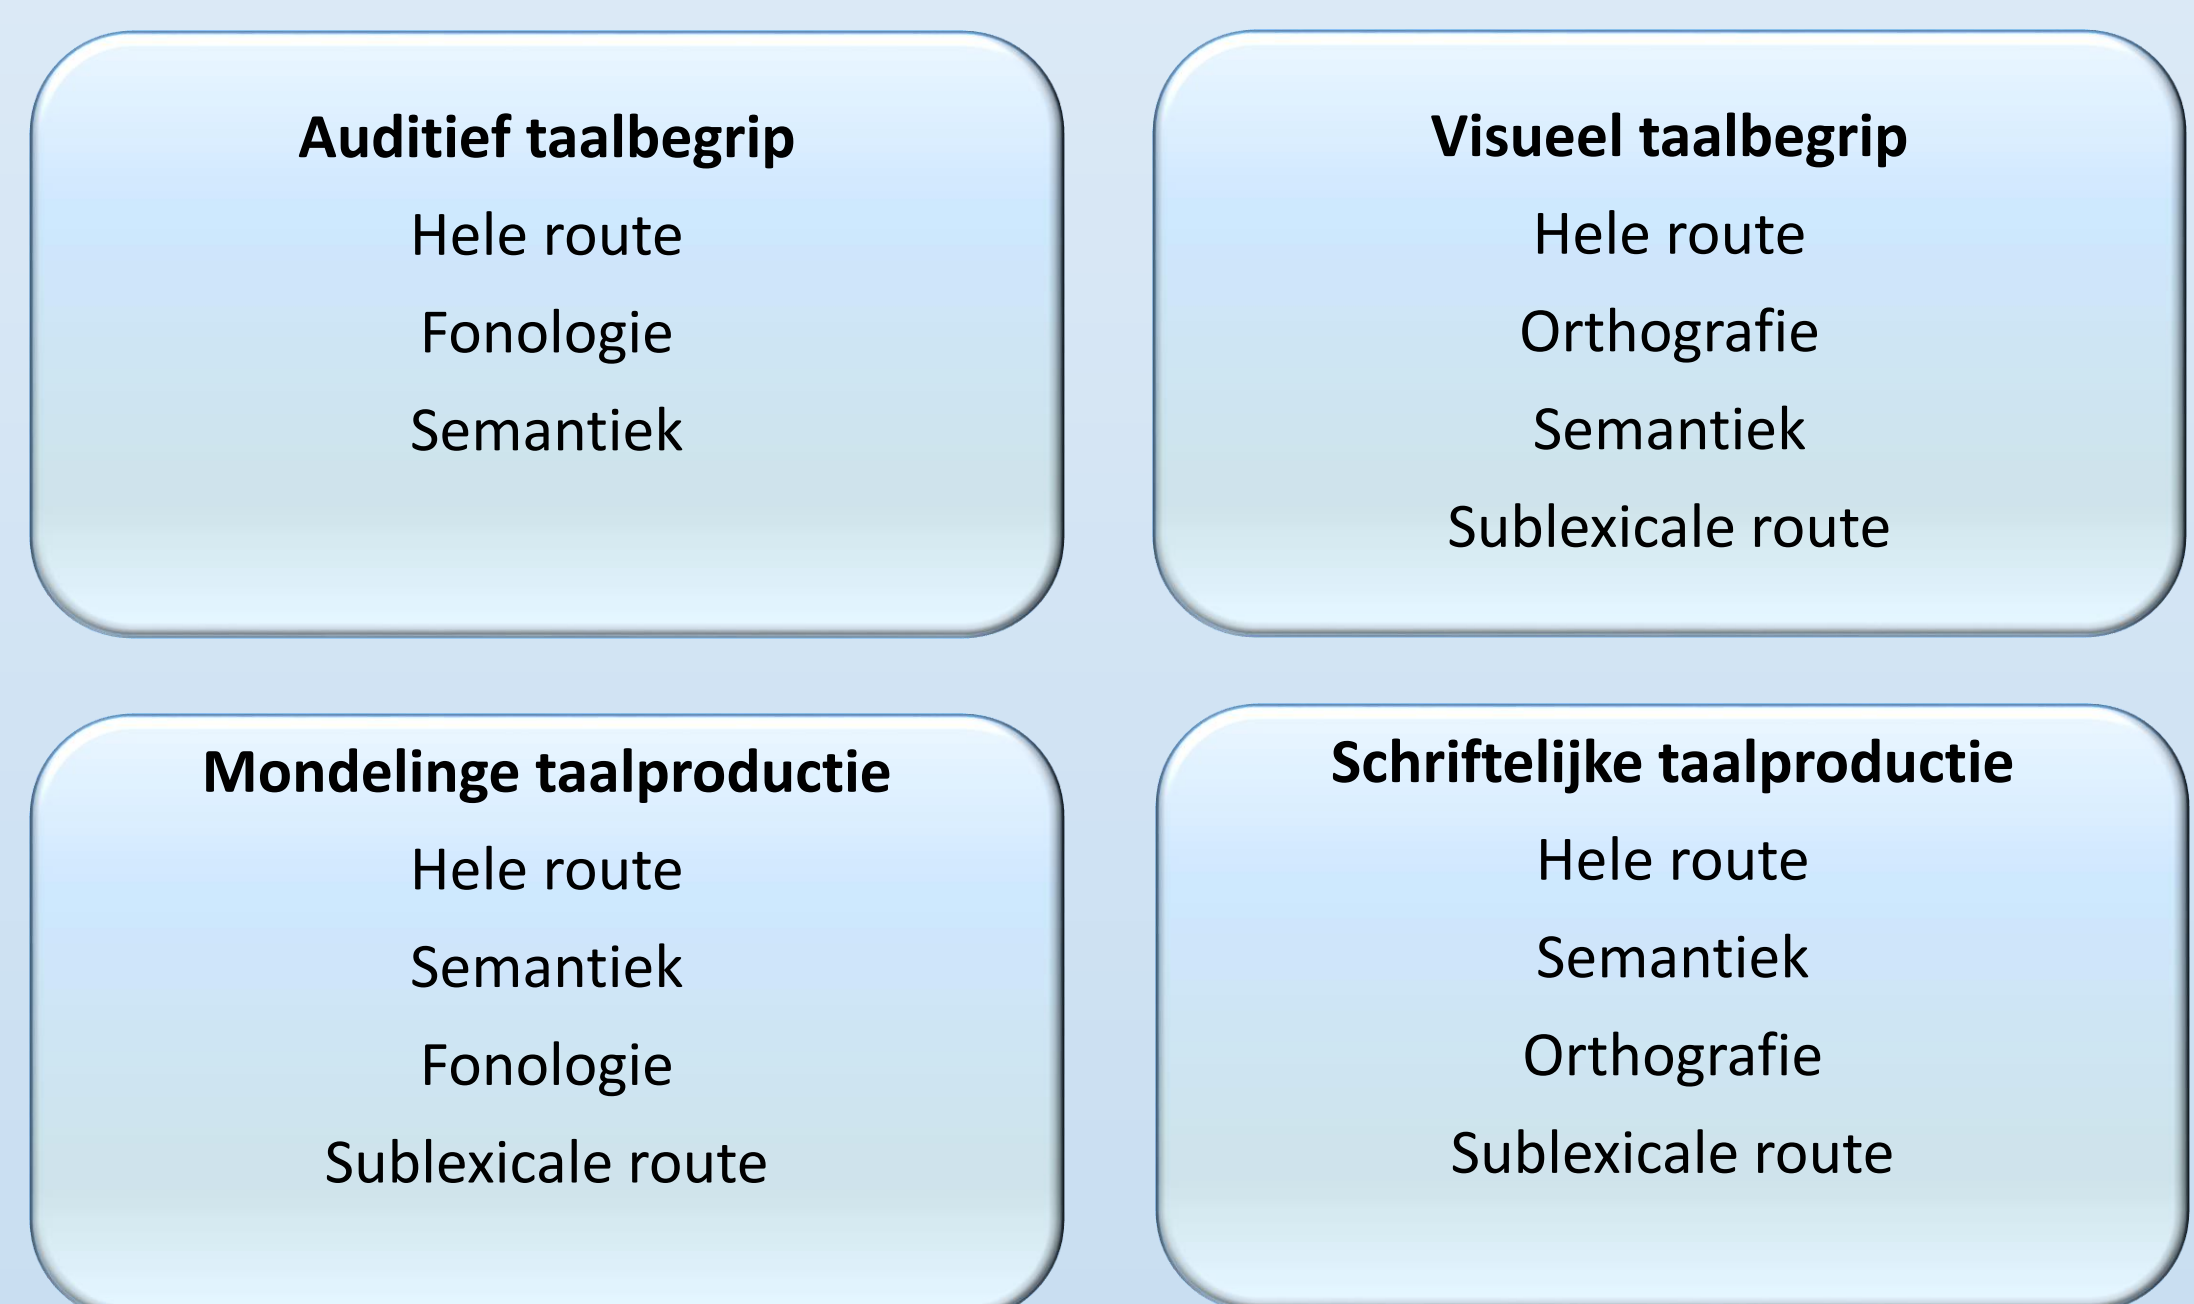 Auditief taalbegrip
Hele route
Fonologie
Semantiek
Visueel taalbegrip
Hele route
Orthografie
Semantiek
Sublexicale route
Mondelinge taalproductie
Hele route
Semantiek
Fonologie
Sublexicale route
Schriftelijke taalproductie
Hele route
Semantiek
Orthografie
Sublexicale route